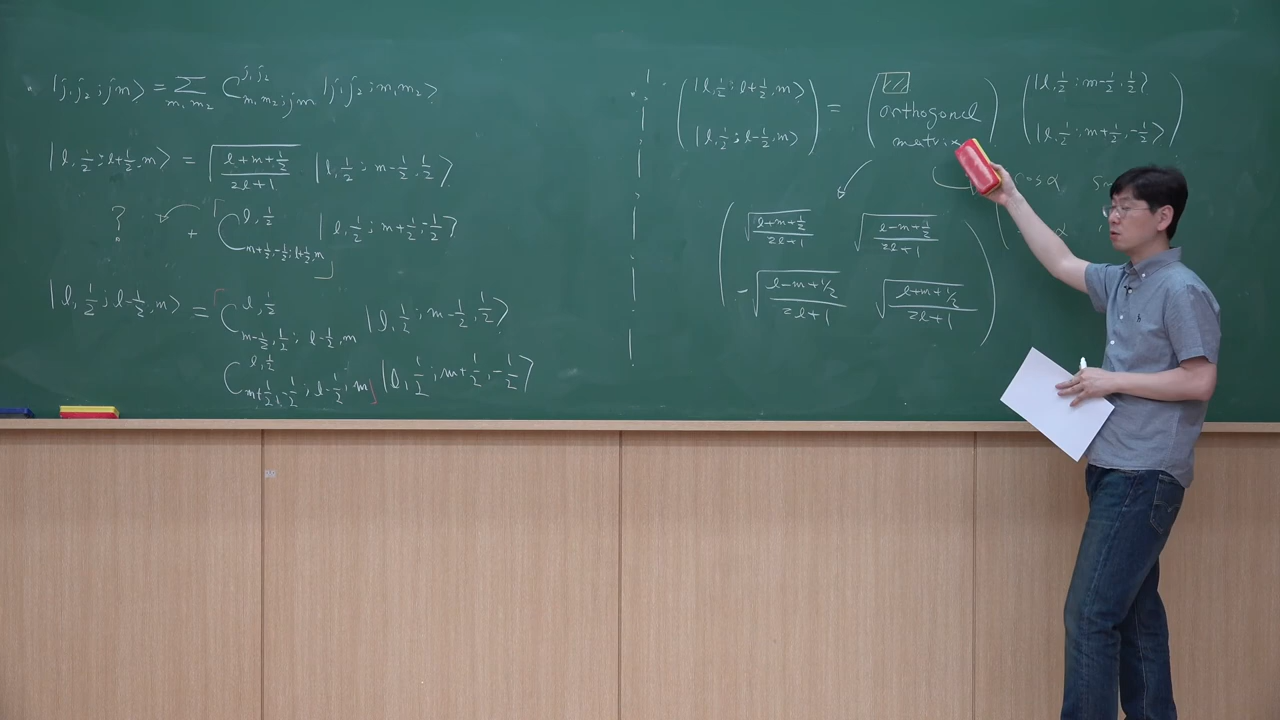 |j₁ j₂ ; j m⟩ = Σ_{m₁ m₂} C^{j₁ j₂}_{m₁ m₂ ; j m} |j₁ j₂ ; m₁ m₂⟩
|l, 1/2 ; l+1/2, m⟩ = √((l+m+1/2)/(2l+1)) |l, 1/2 ; m-1/2, 1/2⟩
? + C^{l, 1/2}_{m+1/2, -1/2 ; l+1/2, m} |l, 1/2 ; m+1/2, -1/2⟩
|l, 1/2 ; l-1/2, m⟩ = C^{l, 1/2}_{m-1/2, 1/2 ; l-1/2, m} |l, 1/2 ; m-1/2, 1/2⟩
C^{l, 1/2}_{m+1/2, -1/2 ; l-1/2, m} |l, 1/2 ; m+1/2, -1/2⟩
( |l, 1/2 ; l+1/2, m⟩ |l, 1/2 ; l-1/2, m⟩ ) = ( orthogonal matrix ) ( |l, 1/2 ; m-1/2, 1/2⟩ |l, 1/2 ; m+1/2, -1/2⟩ )
cos α
α
( √((l+m+1/2)/(2l+1)) √((l-m+1/2)/(2l+1))
-√((l-m+1/2)/(2l+1)) √((l+m+1/2)/(2l+1)) )